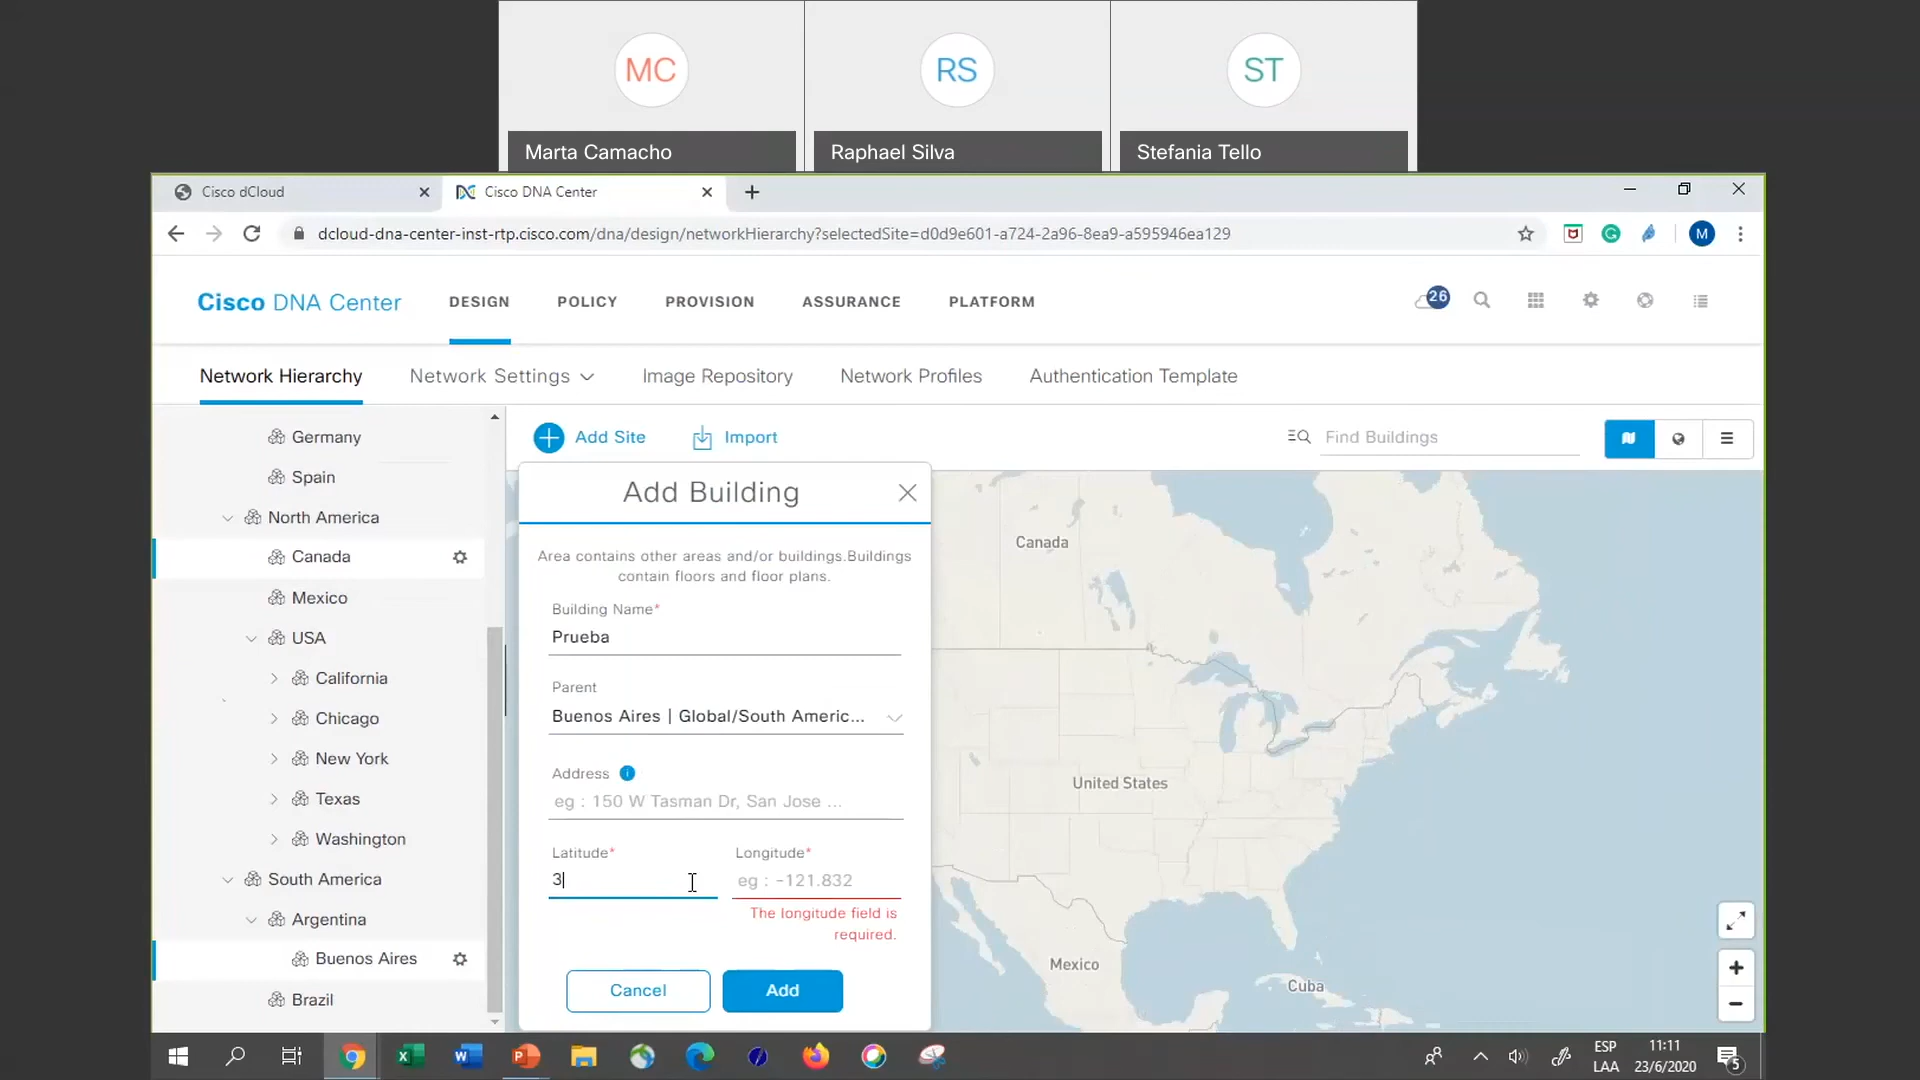 MC
RS
ST
Marta Camacho
Raphael Silva
Stefania Tello
Cisco dCloud
Cisco DNA Center
dcloud-dna-center-inst-rtp.cisco.com/dna/design/networkHierarchy?selectedSite=d0d9e601-a724-2a96-8ea9-a595946ea129
M
Cisco DNA Center
DESIGN
POLICY
PROVISION
ASSURANCE
PLATFORM
26
Network Hierarchy
Network Settings
Image Repository
Network Profiles
Authentication Template
Germany
Spain
North America
Canada
Mexico
USA
California
Chicago
New York
Texas
Washington
South America
Argentina
Buenos Aires
Brazil
Add Site
Import
Find Buildings
Add Building
Area contains other areas and/or buildings.Buildings
contain floors and floor plans.
Building Name*
Prueba
Parent
Buenos Aires | Global/South Americ...
Address
eg : 150 W Tasman Dr, San Jose ...
Latitude*
3
Longitude*
eg : -121.832
The longitude field is
required.
Cancel
Add
Canada
United States
Mexico
Cuba
ESP
LAA
11:11
23/6/2020
5